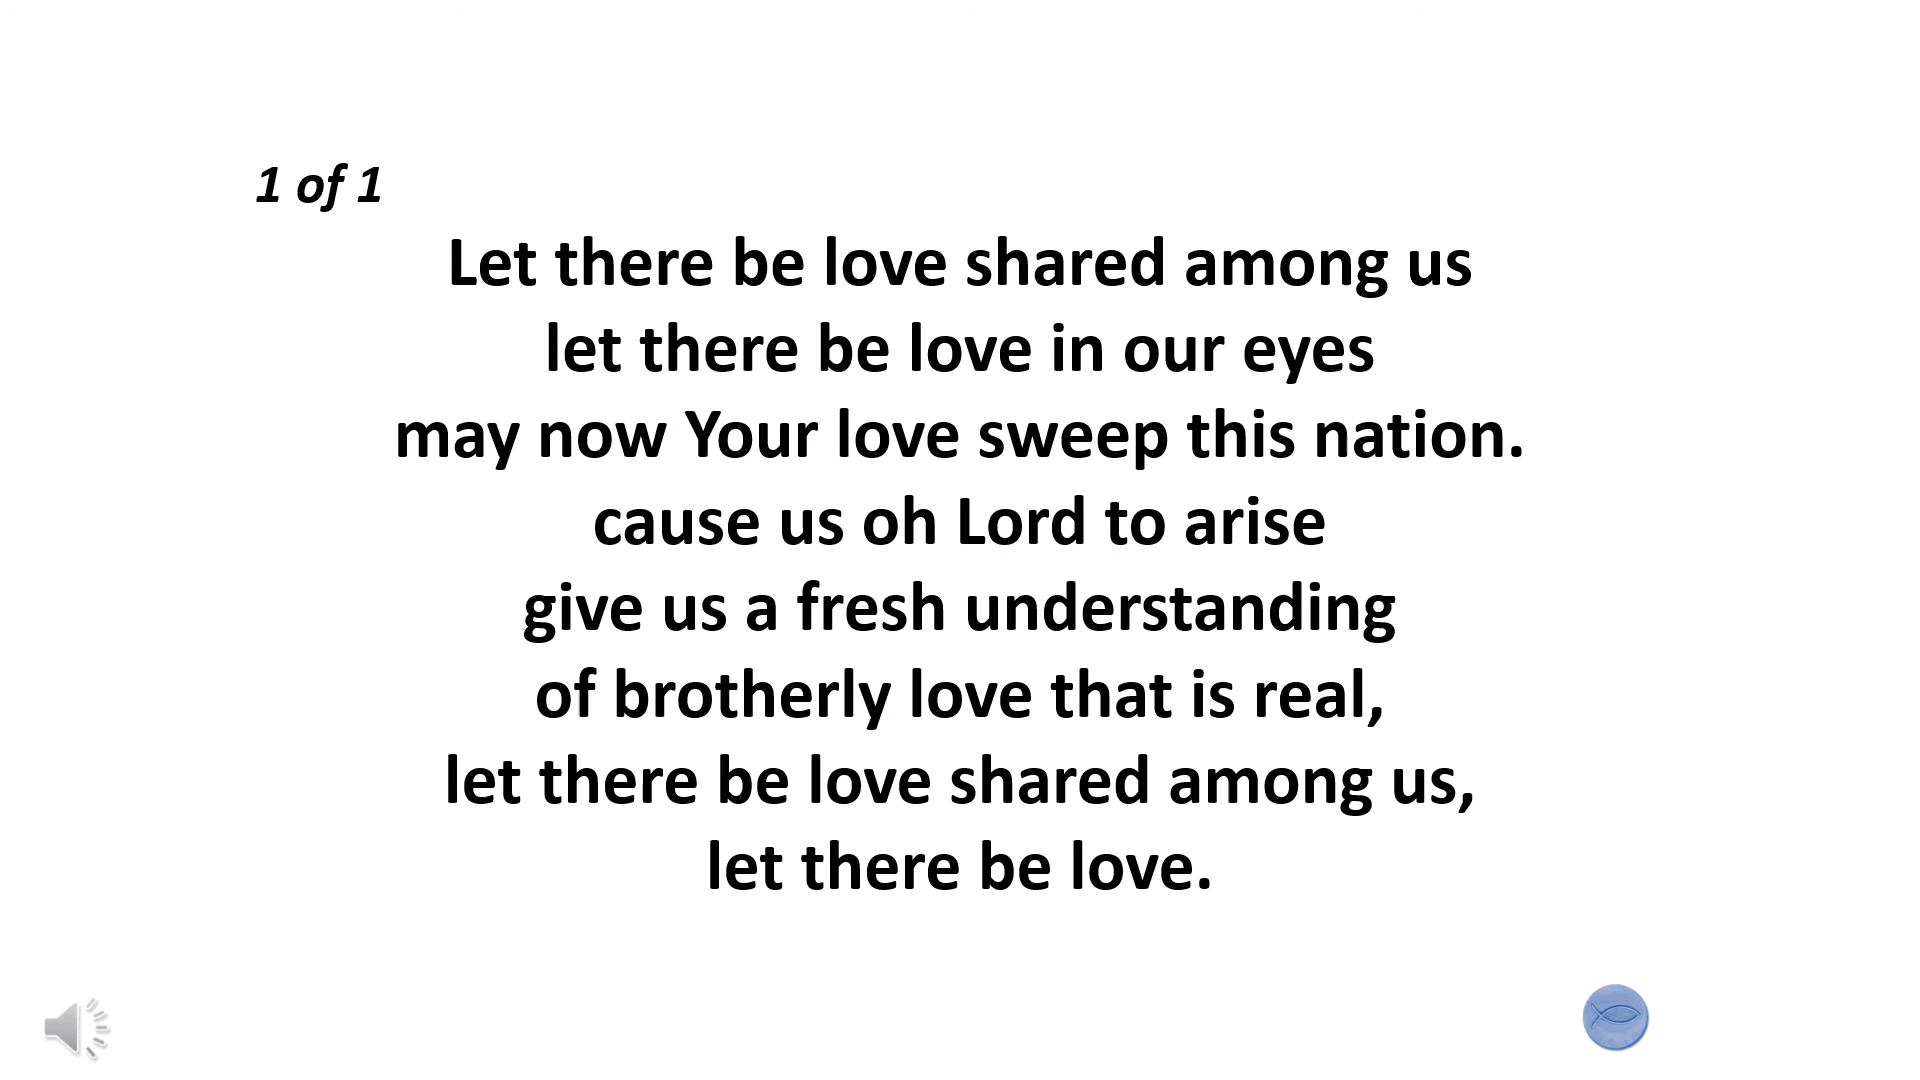 1 of 1
Let there be love shared among us
let there be love in our eyes
may now Your love sweep this nation.
cause us oh Lord to arise
give us a fresh understanding
of brotherly love that is real,
let there be love shared among us,
let there be love.